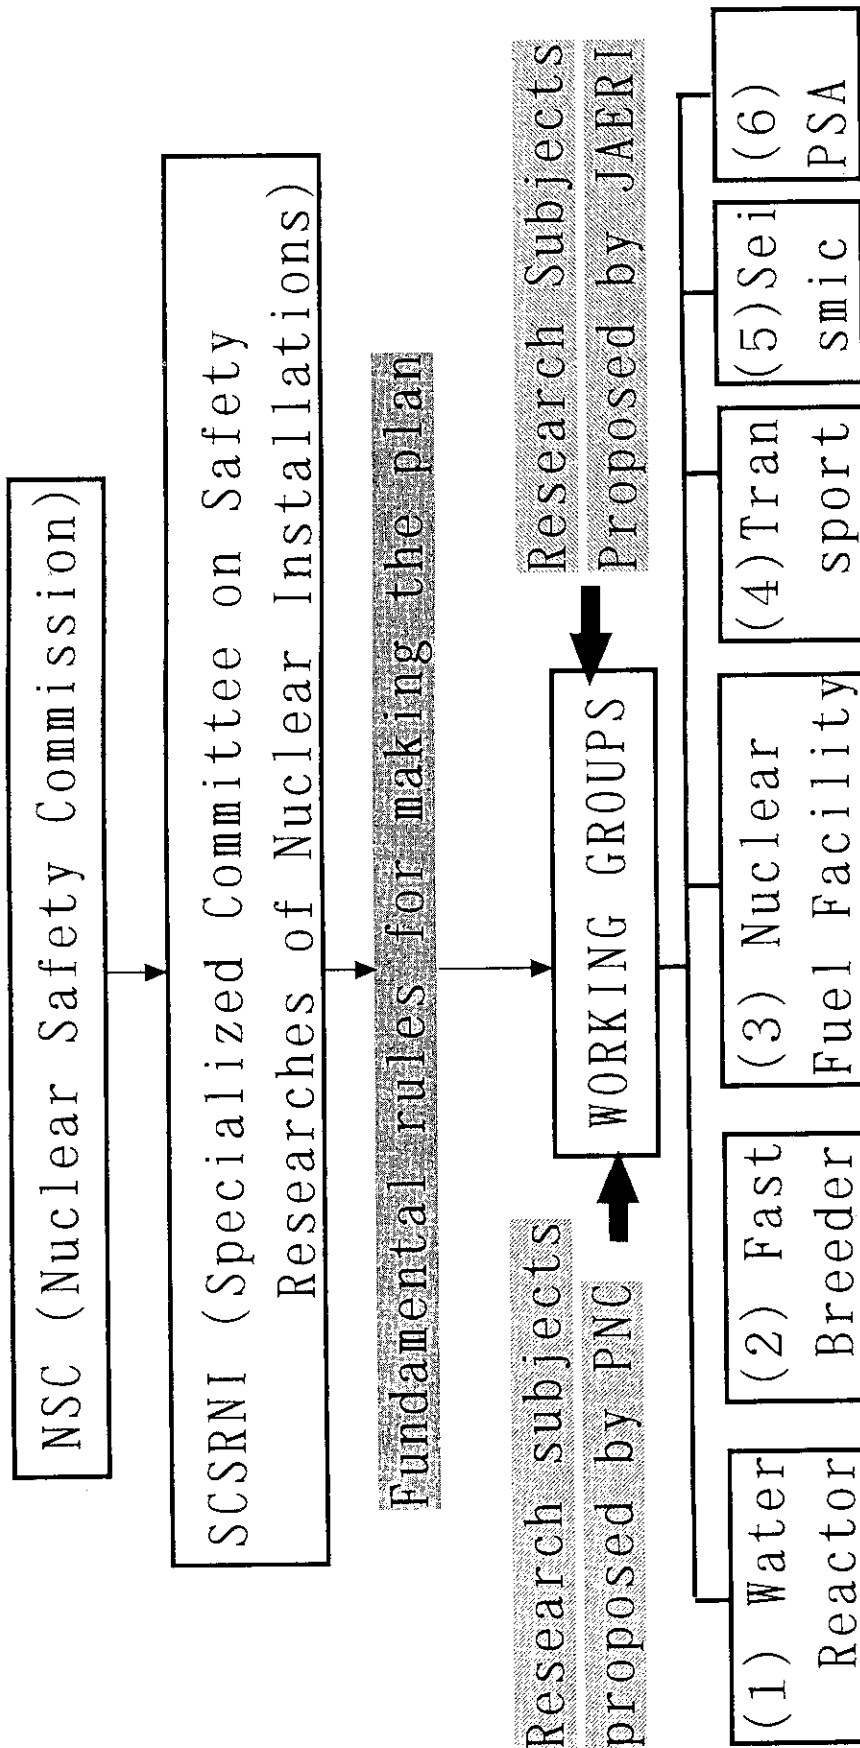 NSC (Nuclear Safety Commission)
SCSRNI (Specialized Committee on Safety
Researches of Nuclear Installations)
Fundamental rules for making the plan
Research subjects
proposed by PNC
WORKING GROUPS
Research Subjects
Proposed by JAERI
(1) Water
Reactor
(2) Fast
Breeder
(3) Nuclear
Fuel Facility
(4)Tran
sport
(5)Sei
smic
(6)
PSA